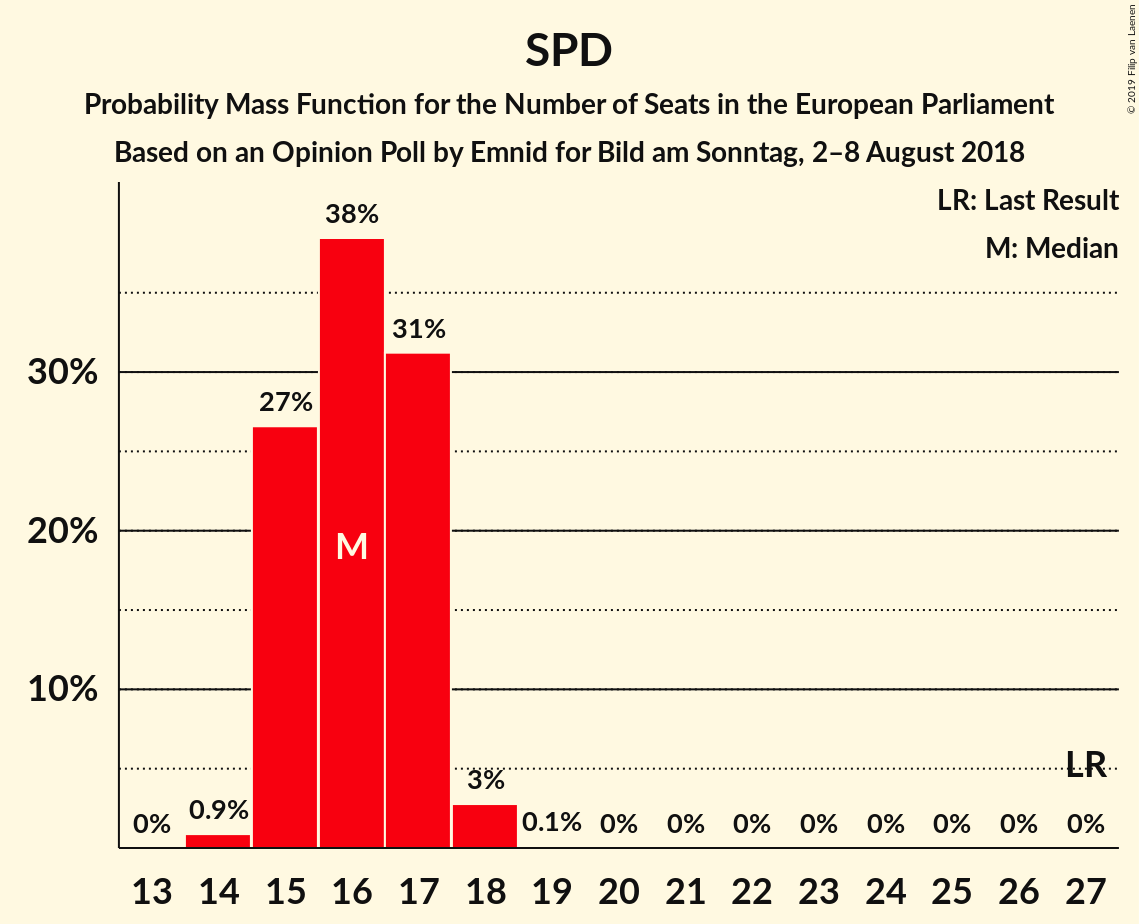 SPD
Probability Mass Function for the Number of Seats in the European Parliament
Based on an Opinion Poll by Emnid for Bild am Sonntag, 2–8 August 2018
© 2019 Filip van Laenen
LR: Last Result
M: Median
30%
20%
10%
0%
0.9%
27%
38%
31%
3%
0.1%
0%
0%
0%
0%
0%
0%
0%
0%
M
LR
13 14 15 16 17 18 19 20 21 22 23 24 25 26 27